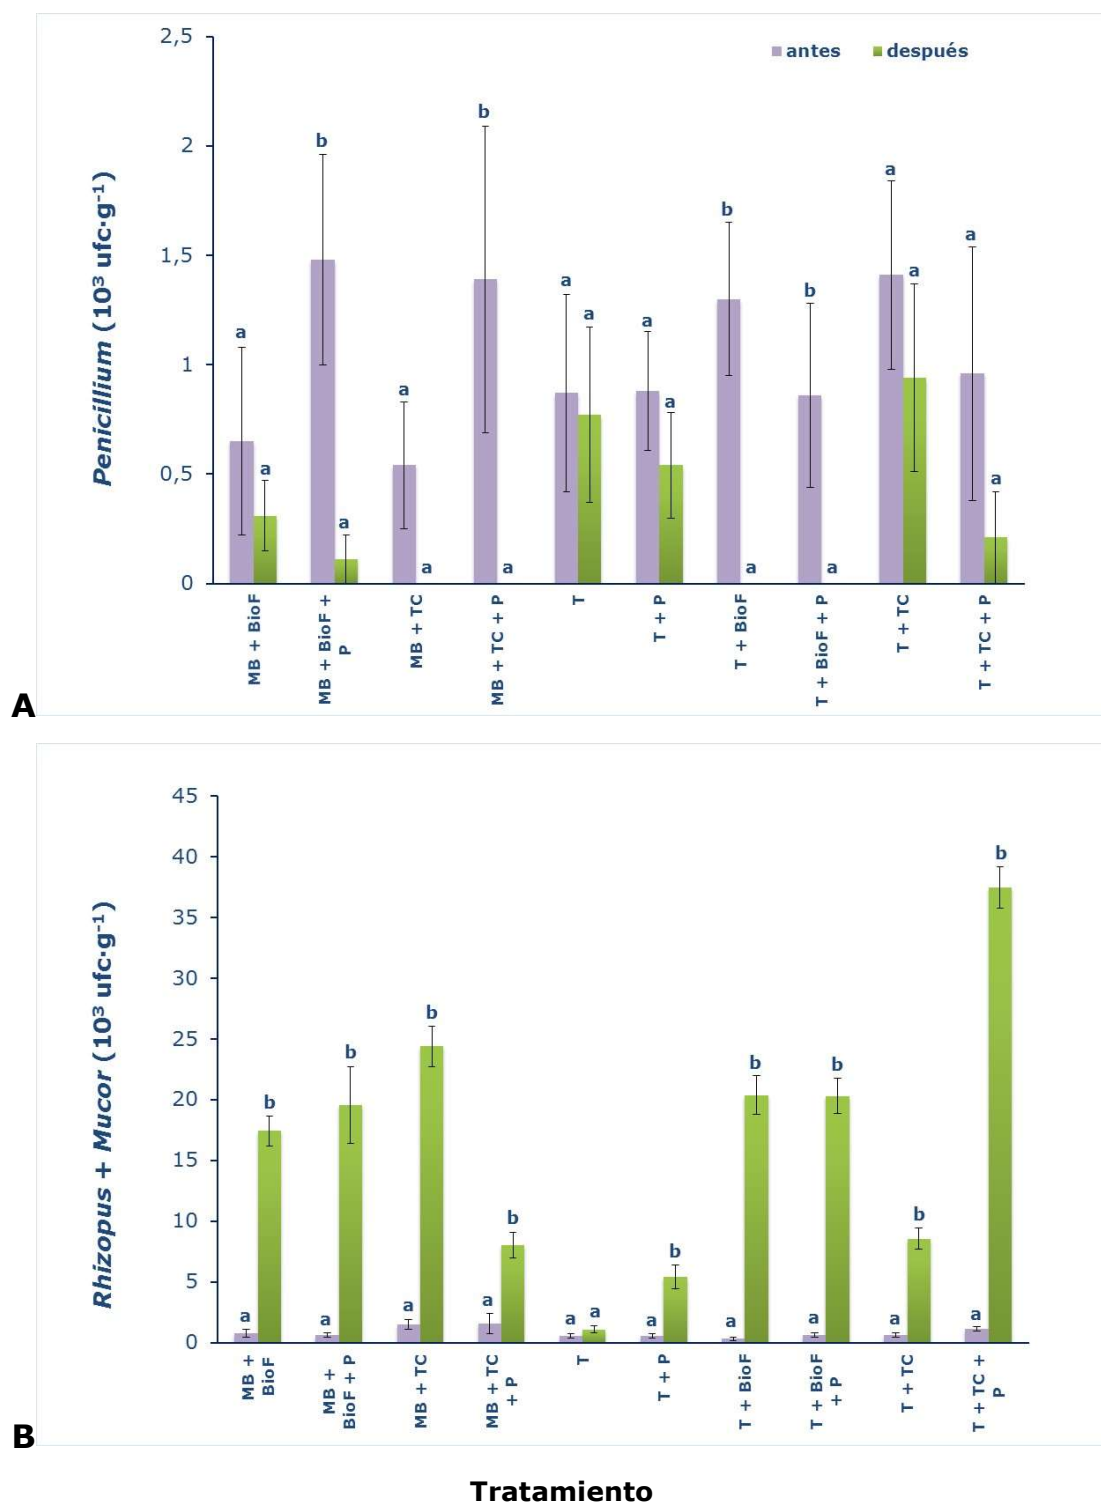 2,5
antes después
2
1,5
1
0,5
0
Penicillium (10³ ufc·g⁻¹)
a a b a a a b a a a a a b a b a a a a a
MB + BioF
MB + BioF +
P
MB + TC
MB + TC + P
T
T + P
T + BioF
T + BioF + P
T + TC
T + TC + P
A
45
40
35
30
25
20
15
10
5
0
Rhizopus + Mucor (10³ ufc·g⁻¹)
a b a b a b a b a a a b a b a b a b a b
MB +
BioF
MB +
BioF + P
MB + TC
MB + TC
+ P
T
T + P
T + BioF
T + BioF
+ P
T + TC
T + TC +
P
B
Tratamiento